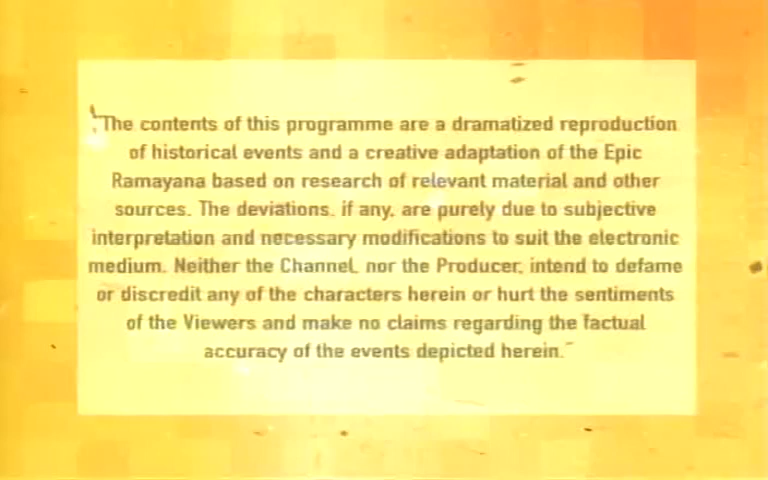 "The contents of this programme are a dramatized reproduction
of historical events and a creative adaptation of the Epic
Ramayana based on research of relevant material and other
sources. The deviations, if any, are purely due to subjective
interpretation and necessary modifications to suit the electronic
medium. Neither the Channel, nor the Producer, intend to defame
or discredit any of the characters herein or hurt the sentiments
of the Viewers and make no claims regarding the factual
accuracy of the events depicted herein."